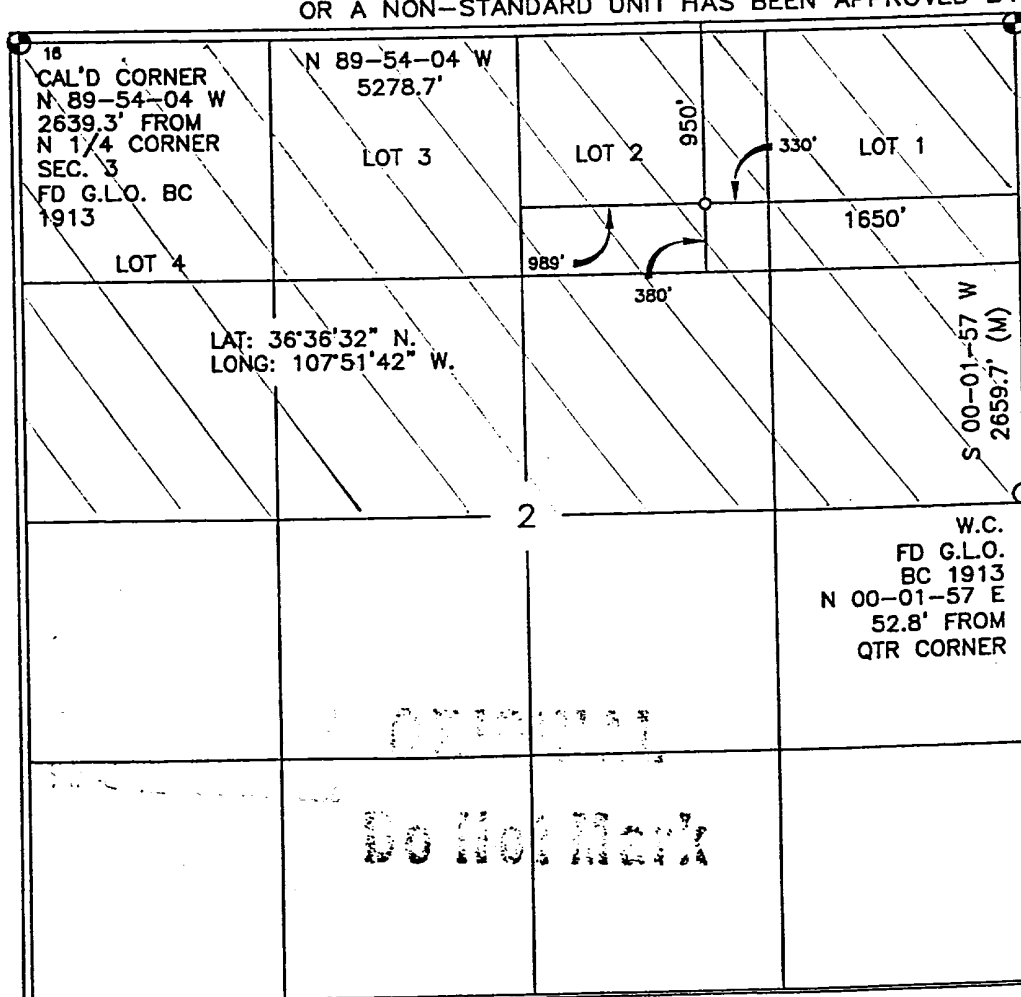 OR A NON-STANDARD UNIT HAS BEEN APPROVED
16
CAL'D CORNER
N 89-54-04 W
2639.3' FROM
N 1/4 CORNER
SEC. 3
FD G.L.O. BC
1913
LOT 4
N 89-54-04 W
5278.7'
LOT 3
LOT 2
950'
330'
LOT 1
1650'
989'
380'
LAT: 36°36'32" N.
LONG: 107°51'42" W.
S 00-01-57 W
2659.7' (M)
2
W.C.
FD G.L.O.
BC 1913
N 00-01-57 E
52.8' FROM
QTR CORNER
Do Not Mark